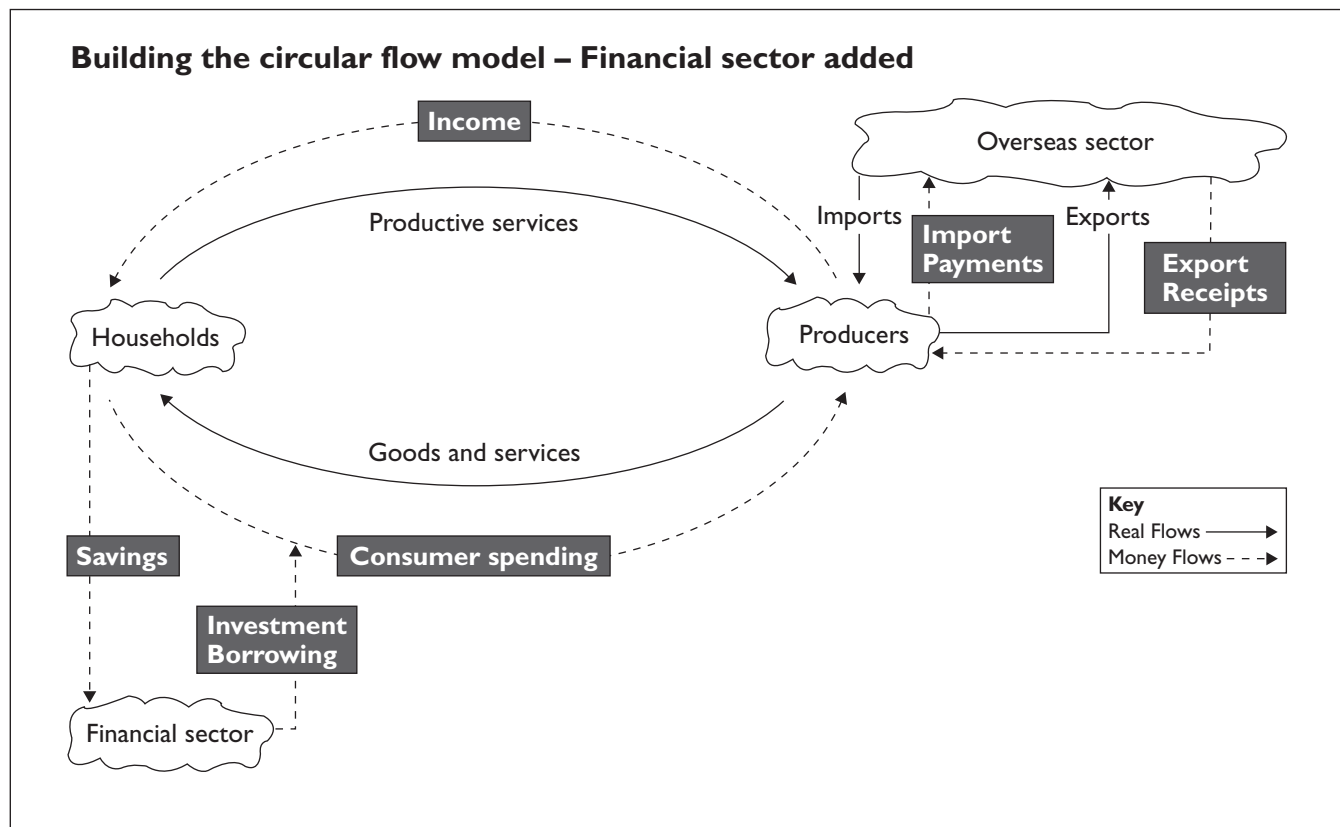 Building the circular flow model – Financial sector added
Income
Overseas sector
Productive services
Imports
Import
Payments
Exports
Export
Receipts
Households
Producers
Goods and services
Key
Real Flows
Money Flows
Savings
Consumer spending
Investment
Borrowing
Financial sector